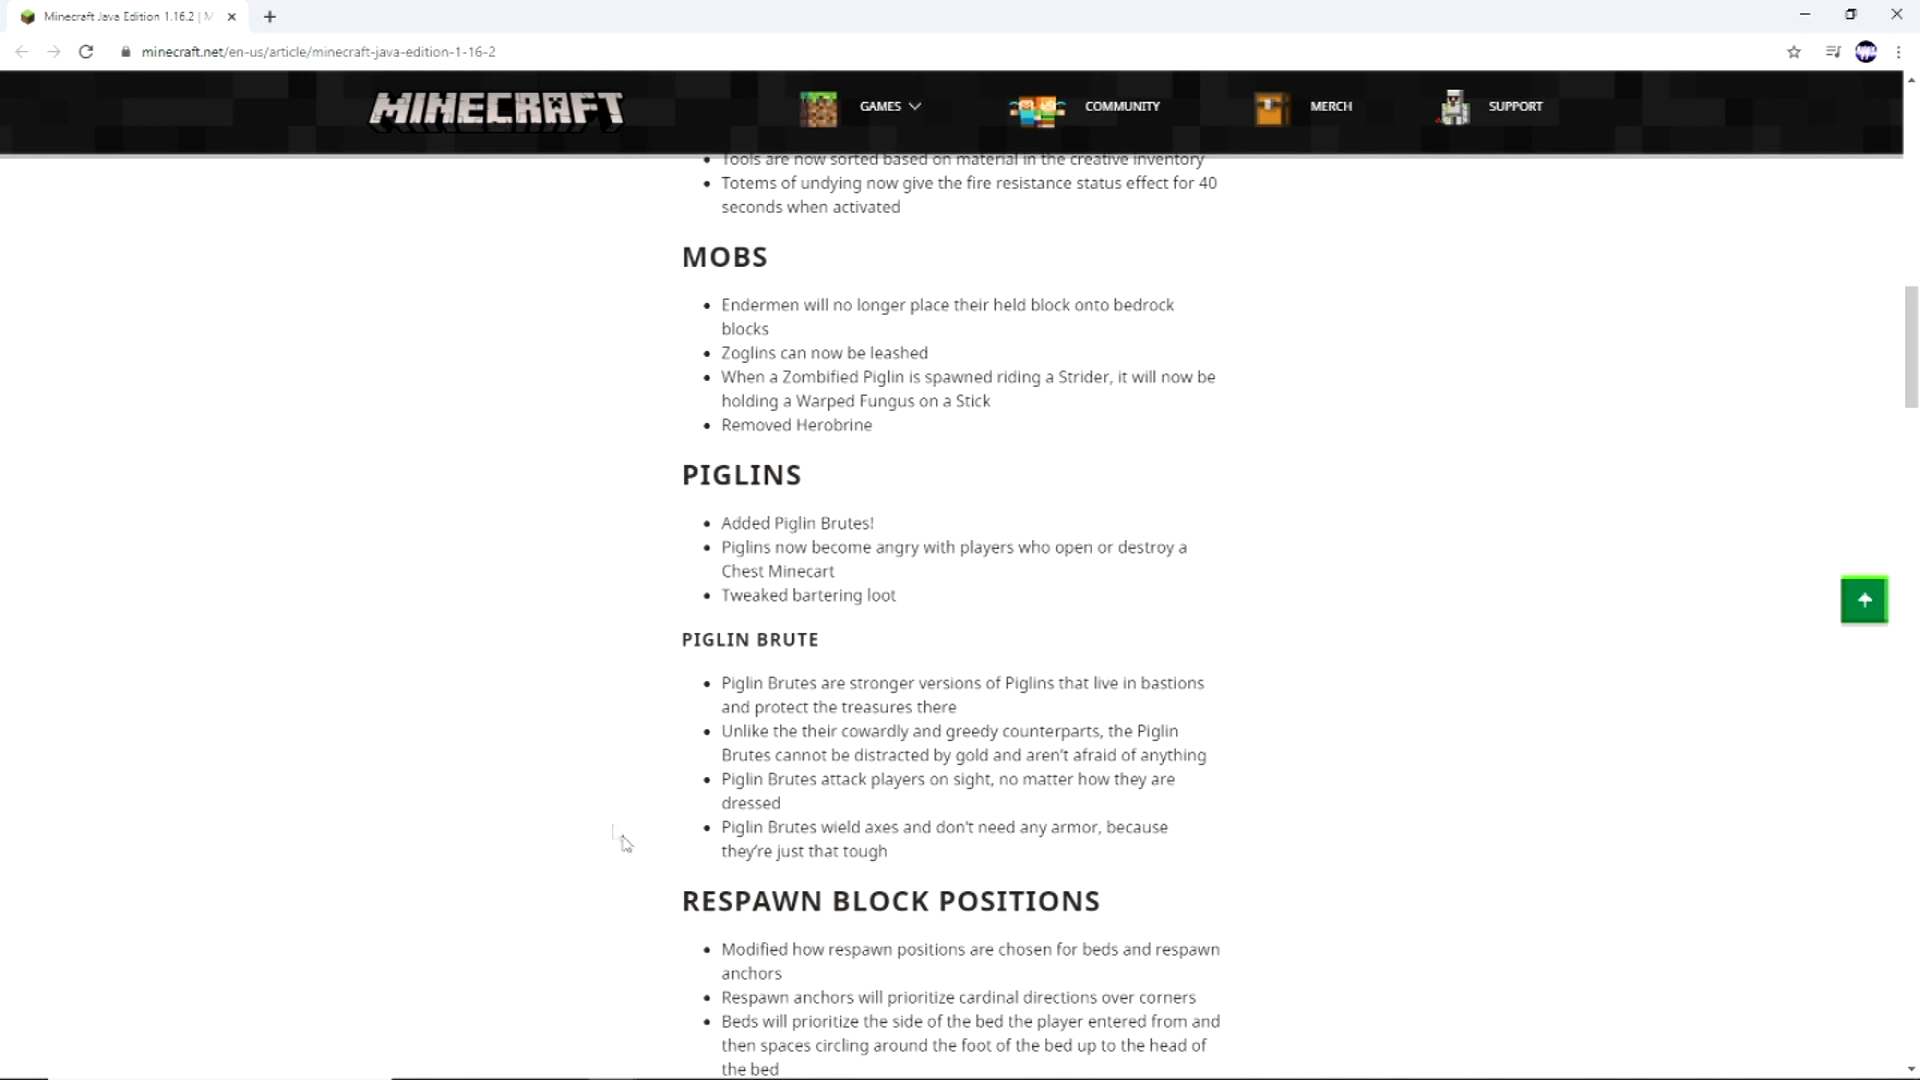 Minecraft Java Edition 1.16.2 | M
minecraft.net/en-us/article/minecraft-java-edition-1-16-2
MINECRAFT
GAMES
COMMUNITY
MERCH
SUPPORT
Tools are now sorted based on material in the creative inventory
Totems of undying now give the fire resistance status effect for 40
seconds when activated
MOBS
Endermen will no longer place their held block onto bedrock
blocks
Zoglins can now be leashed
When a Zombified Piglin is spawned riding a Strider, it will now be
holding a Warped Fungus on a Stick
Removed Herobrine
PIGLINS
Added Piglin Brutes!
Piglins now become angry with players who open or destroy a
Chest Minecart
Tweaked bartering loot
PIGLIN BRUTE
Piglin Brutes are stronger versions of Piglins that live in bastions
and protect the treasures there
Unlike the their cowardly and greedy counterparts, the Piglin
Brutes cannot be distracted by gold and aren't afraid of anything
Piglin Brutes attack players on sight, no matter how they are
dressed
Piglin Brutes wield axes and don't need any armor, because
they're just that tough
RESPAWN BLOCK POSITIONS
Modified how respawn positions are chosen for beds and respawn
anchors
Respawn anchors will prioritize cardinal directions over corners
Beds will prioritize the side of the bed the player entered from and
then spaces circling around the foot of the bed up to the head of
the bed